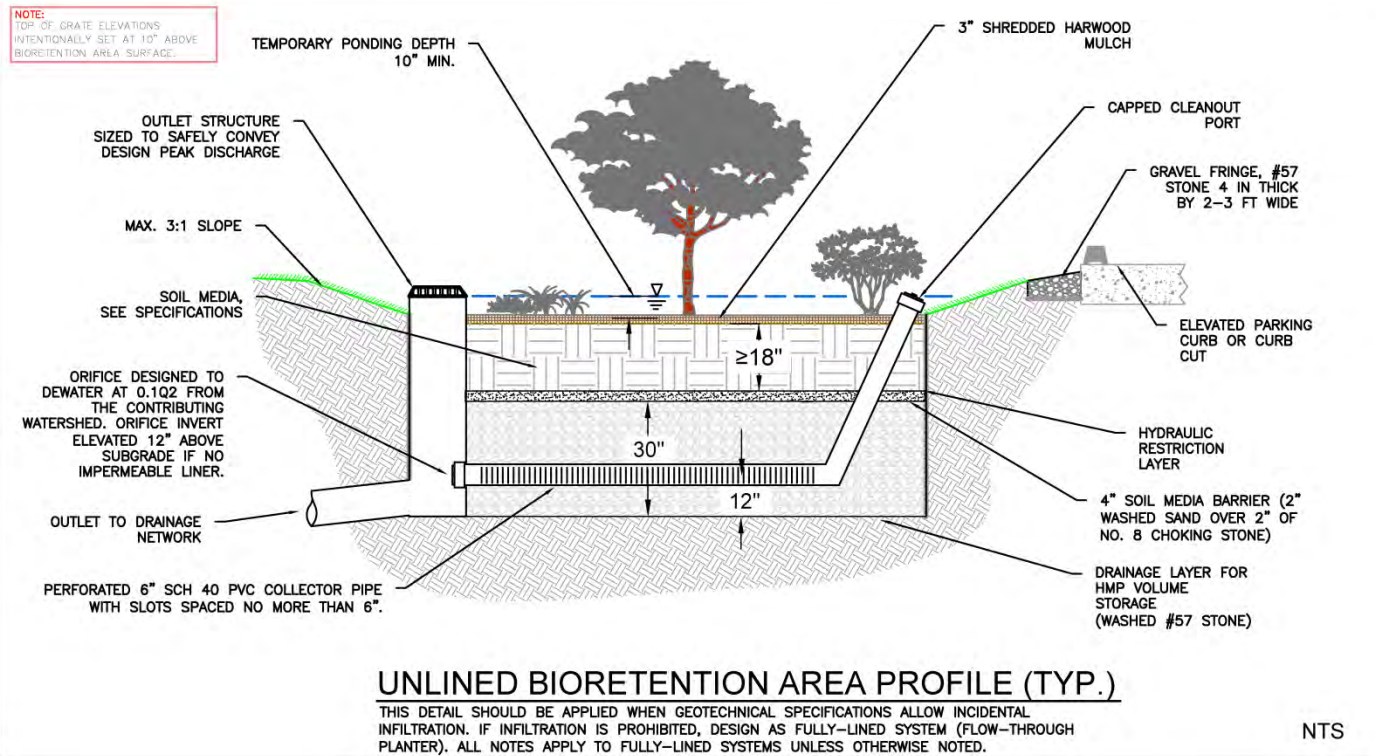 NOTE:
TOP OF GRATE ELEVATIONS
INTENTIONALLY SET AT 10" ABOVE
BIORETENTION AREA SURFACE.
TEMPORARY PONDING DEPTH
10" MIN.
3" SHREDDED HARWOOD
MULCH
OUTLET STRUCTURE
SIZED TO SAFELY CONVEY
DESIGN PEAK DISCHARGE
CAPPED CLEANOUT
PORT
GRAVEL FRINGE, #57
STONE 4 IN THICK
BY 2-3 FT WIDE
MAX. 3:1 SLOPE
SOIL MEDIA,
SEE SPECIFICATIONS
ELEVATED PARKING
CURB OR CURB
CUT
≥18"
ORIFICE DESIGNED TO
DEWATER AT 0.1Q2 FROM
THE CONTRIBUTING
WATERSHED. ORIFICE INVERT
ELEVATED 12" ABOVE
SUBGRADE IF NO
IMPERMEABLE LINER.
30"
12"
HYDRAULIC
RESTRICTION
LAYER
4" SOIL MEDIA BARRIER (2"
WASHED SAND OVER 2" OF
NO. 8 CHOKING STONE)
OUTLET TO DRAINAGE
NETWORK
DRAINAGE LAYER FOR
HMP VOLUME
STORAGE
(WASHED #57 STONE)
PERFORATED 6" SCH 40 PVC COLLECTOR PIPE
WITH SLOTS SPACED NO MORE THAN 6".
UNLINED BIORETENTION AREA PROFILE (TYP.)
THIS DETAIL SHOULD BE APPLIED WHEN GEOTECHNICAL SPECIFICATIONS ALLOW INCIDENTAL
INFILTRATION. IF INFILTRATION IS PROHIBITED, DESIGN AS FULLY-LINED SYSTEM (FLOW-THROUGH
PLANTER). ALL NOTES APPLY TO FULLY-LINED SYSTEMS UNLESS OTHERWISE NOTED.
NTS